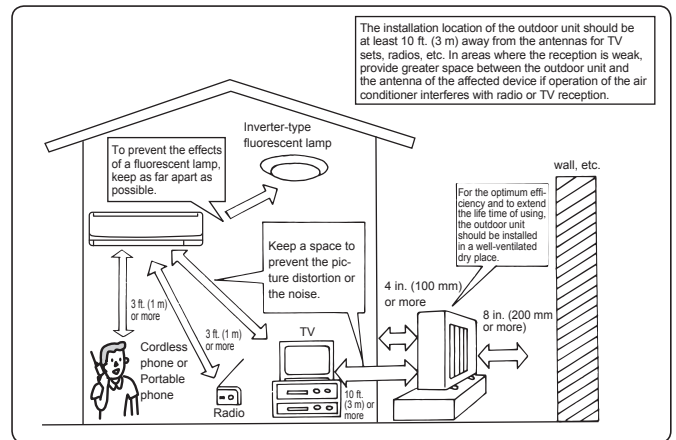 The installation location of the outdoor unit should be
at least 10 ft. (3 m) away from the antennas for TV
sets, radios, etc. In areas where the reception is weak,
provide greater space between the outdoor unit and
the antenna of the affected device if operation of the air
conditioner interferes with radio or TV reception.
Inverter-type
fluorescent lamp
To prevent the effects
of a fluorescent lamp,
keep as far apart as
possible.
wall, etc.
For the optimum effi-
ciency and to extend
the life time of using,
the outdoor unit
should be installed
in a well-ventilated
dry place.
Keep a space to
prevent the pic-
ture distortion or
the noise.
4 in. (100 mm)
or more
8 in. (200 mm
or more)
3 ft. (1 m)
or more
3 ft. (1 m)
or more
TV
Cordless
phone or
Portable
phone
Radio
10 ft.
(3 m) or
more